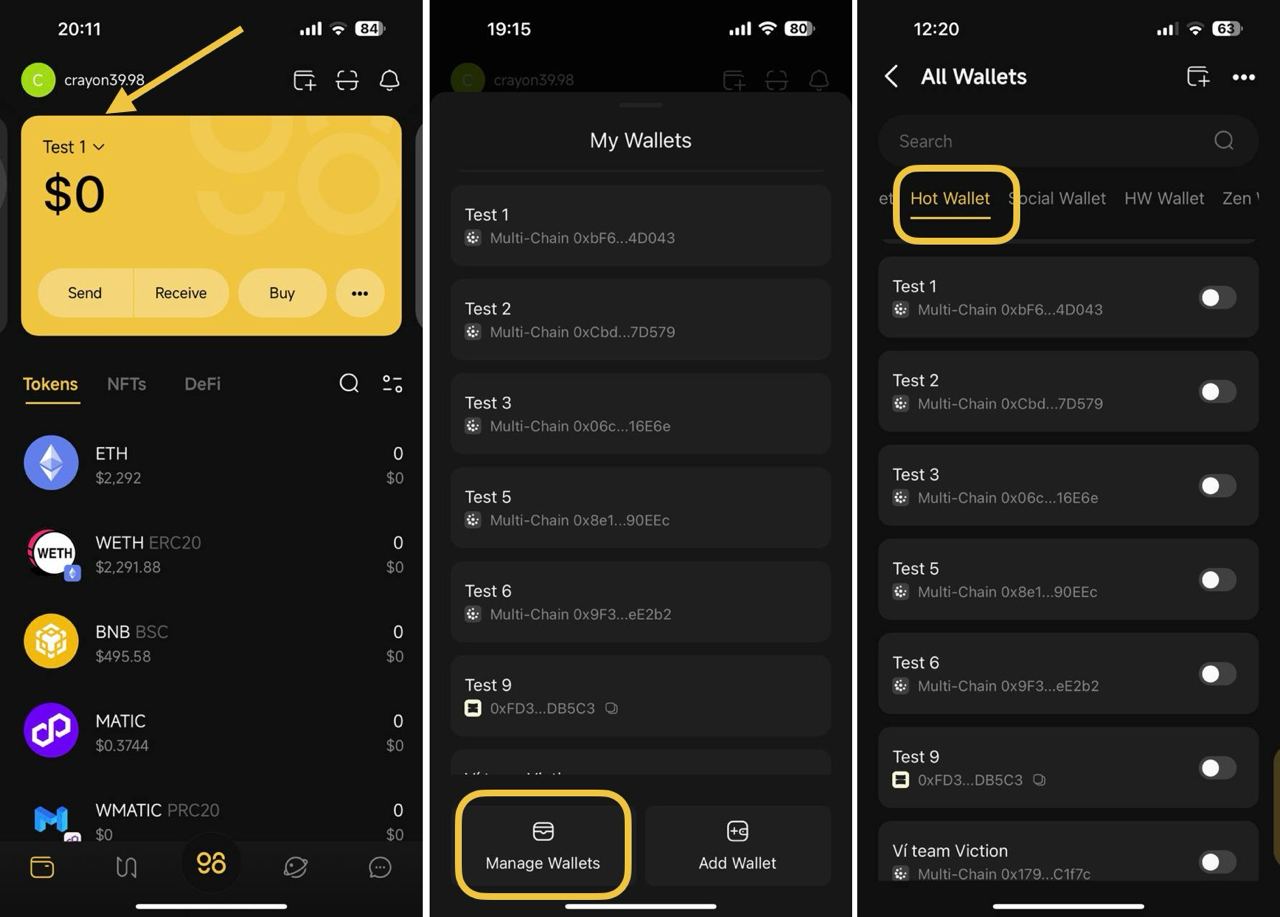 20:11
84
C
crayon39.98
Test 1
$0
Send
Receive
Buy
Tokens
NFTs
DeFi
ETH
0
$2,292
$0
WETH
WETH ERC20
0
$2,291.88
$0
BNB BSC
0
$495.58
$0
MATIC
0
$0.3744
$0
WMATIC PRC20
0
$0
$0
98
19:15
80
C
crayon39.98
My Wallets
Test 1
Multi-Chain 0xbF6...4D043
Test 2
Multi-Chain 0xCbd...7D579
Test 3
Multi-Chain 0x06c...16E6e
Test 5
Multi-Chain 0x8e1...90EEc
Test 6
Multi-Chain 0x9F3...eE2b2
Test 9
0xFD3...DB5C3
Manage Wallets
Add Wallet
12:20
63
All Wallets
Search
et
Hot Wallet
Social Wallet
HW Wallet
Zen
Test 1
Multi-Chain 0xbF6...4D043
Test 2
Multi-Chain 0xCbd...7D579
Test 3
Multi-Chain 0x06c...16E6e
Test 5
Multi-Chain 0x8e1...90EEc
Test 6
Multi-Chain 0x9F3...eE2b2
Test 9
0xFD3...DB5C3
Ví team Viction
Multi-Chain 0x179...C1f7c